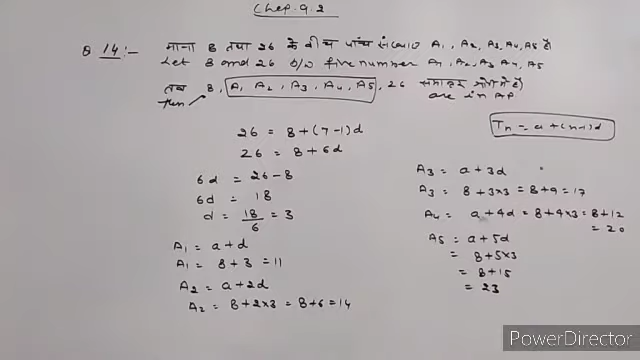 Chep. 9.2
Q 14:- माना 8 तथा 26 के बीच पांच संख्याएं A1, A2, A3, A4, A5 है
Let 8 and 26 b/w five number A1, A2, A3 A4, A5
तब 8, A1 A2, A3, A4, A5, 26 समांतर श्रेणी में हैं
then are in AP
Tn = a + (n-1)d
26 = 8 + (7-1)d
26 = 8 + 6d
6d = 26-8
6d = 18
d = 18/6 = 3
A1 = a + d
A1 = 8 + 3 = 11
A2 = a + 2d
A2 = 8 + 2×3 = 8+6 = 14
A3 = a + 3d
A3 = 8 + 3×3 = 8+9 = 17
A4 = a + 4d = 8 + 4×3 = 8+12
= 20
A5 = a + 5d
= 8 + 5×3
= 8 + 15
= 23
POWERED BY
PowerDirector